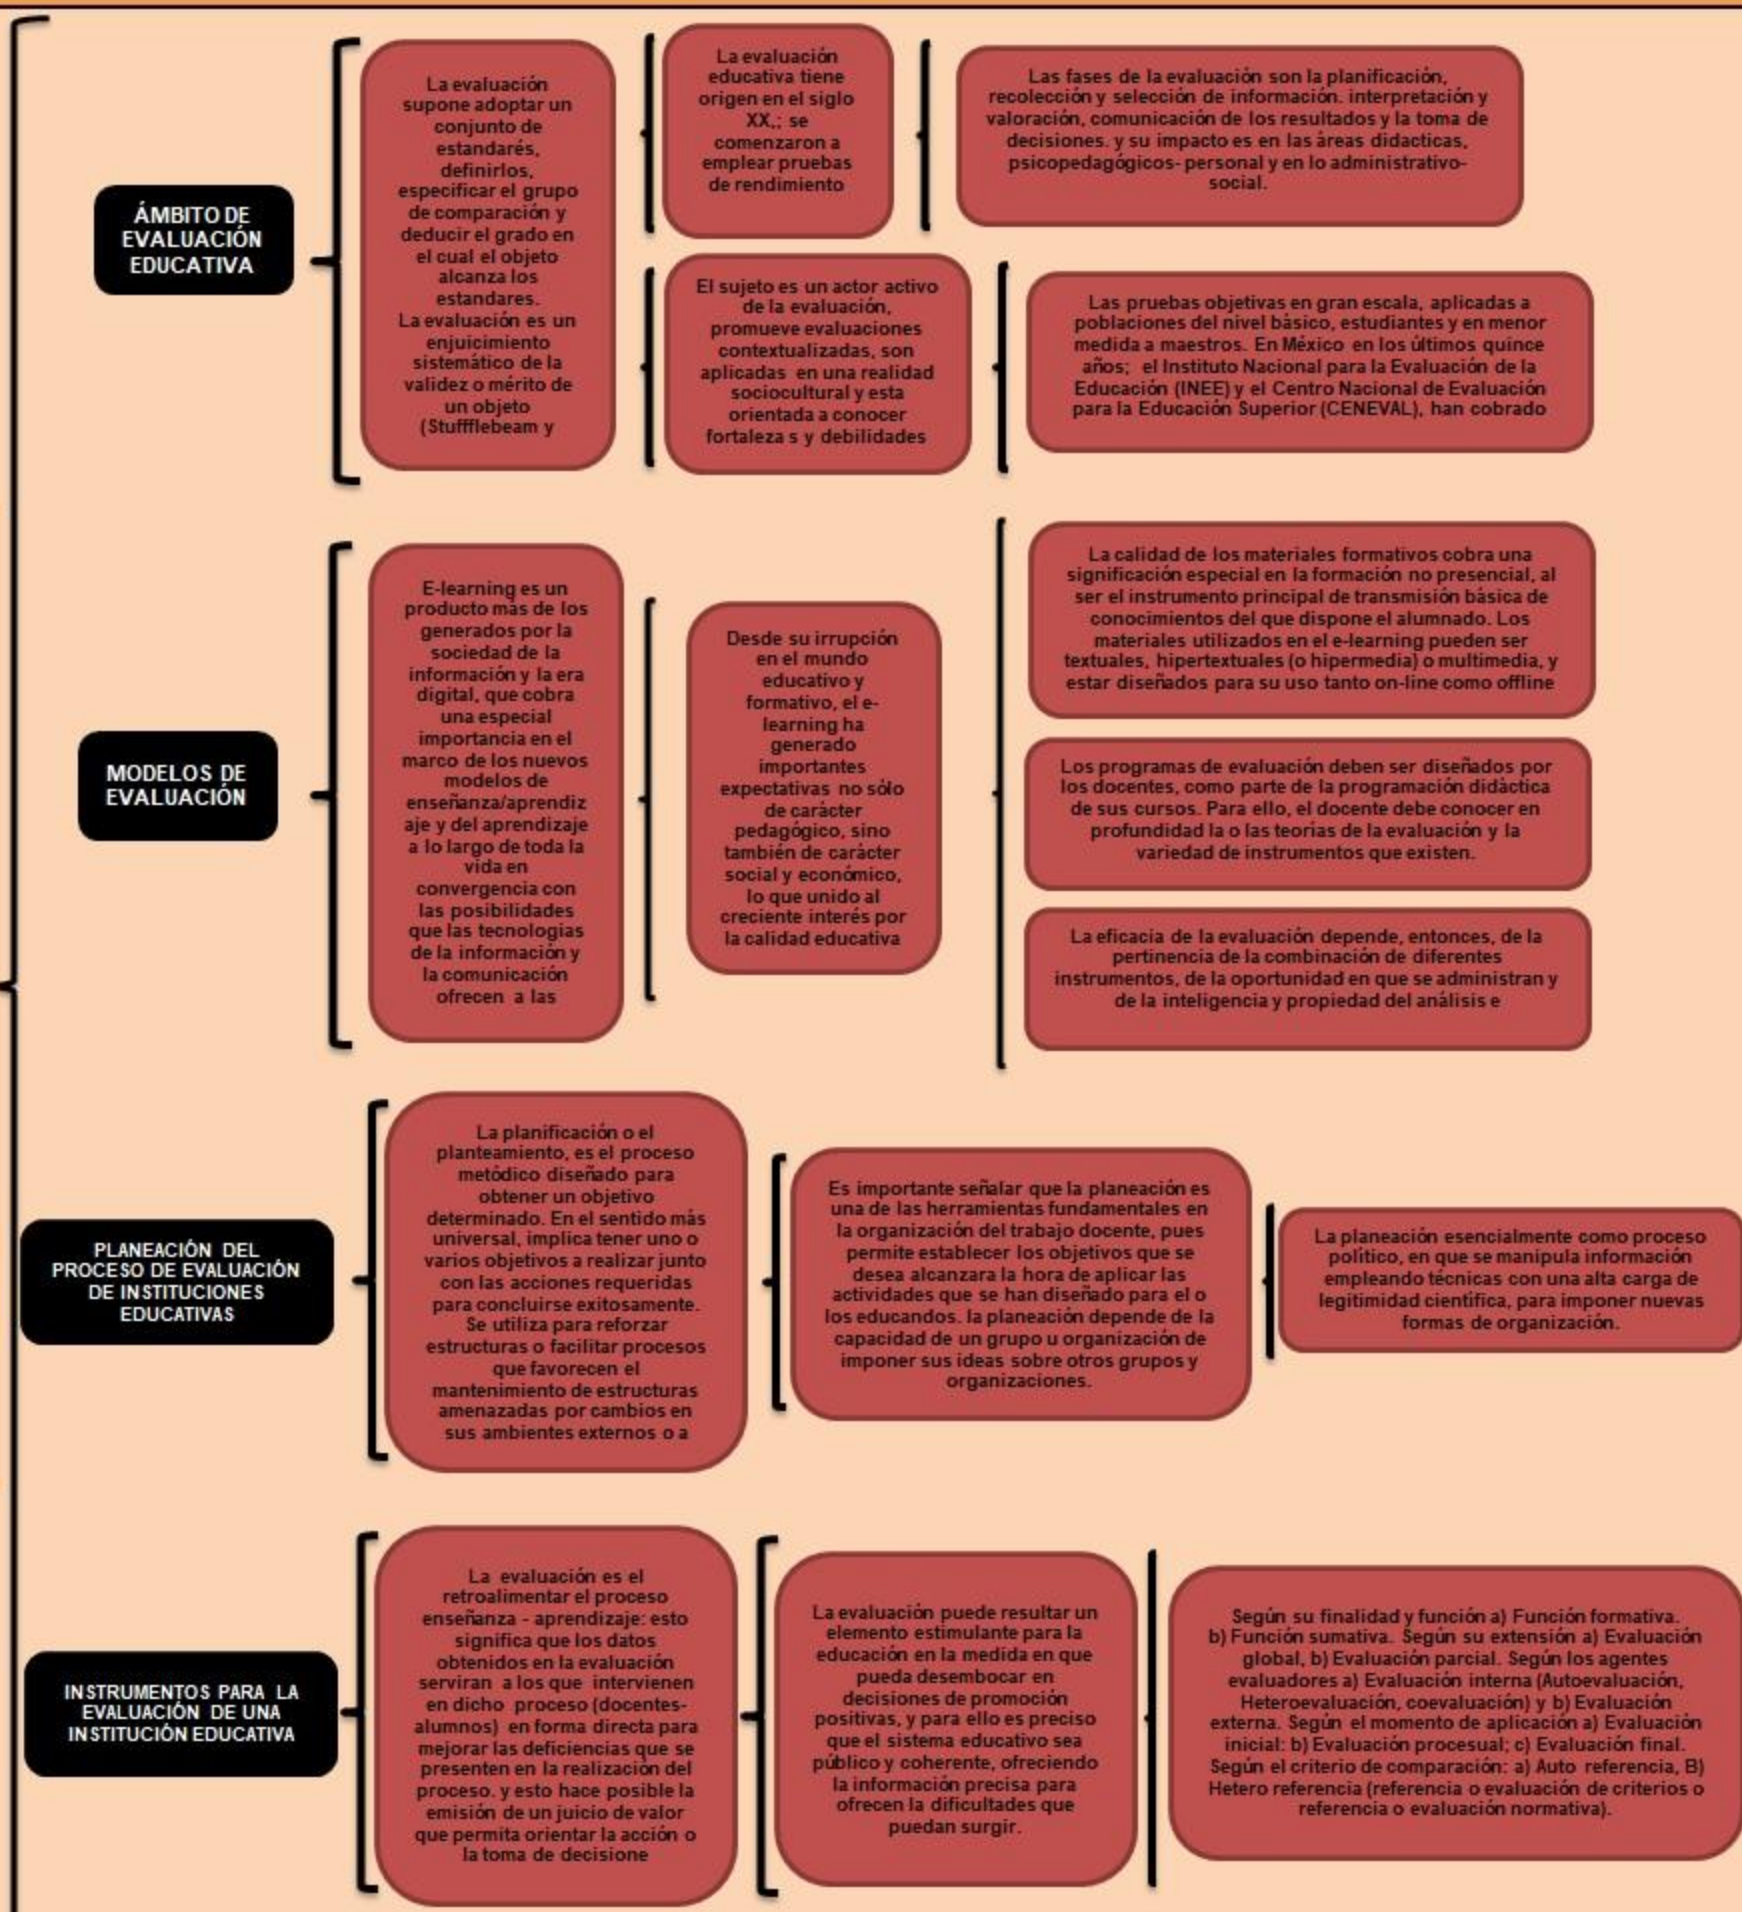 ÁMBITO DE
EVALUACIÓN
EDUCATIVA
La evaluación
supone adoptar un
conjunto de
estandarés,
definirlos,
especificar el grupo
de comparación y
deducir el grado en
el cual el objeto
alcanza los
estandares.
La evaluación es un
enjuicimiento
sistemático de la
validez o mérito de
un objeto
(Stuffflebeam y
La evaluación
educativa tiene
origen en el siglo
XX,; se
comenzaron a
emplear pruebas
de rendimiento
Las fases de la evaluación son la planificación,
recolección y selección de información. interpretación y
valoración, comunicación de los resultados y la toma de
decisiones. y su impacto es en las áreas didacticas,
psicopedagógicos- personal y en lo administrativo-
social.
El sujeto es un actor activo
de la evaluación,
promueve evaluaciones
contextualizadas, son
aplicadas en una realidad
sociocultural y esta
orientada a conocer
fortaleza s y debilidades
Las pruebas objetivas en gran escala, aplicadas a
poblaciones del nivel básico, estudiantes y en menor
medida a maestros. En México en los últimos quince
años; el Instituto Nacional para la Evaluación de la
Educación (INEE) y el Centro Nacional de Evaluación
para la Educación Superior (CENEVAL), han cobrado
MODELOS DE
EVALUACIÓN
E-learning es un
producto más de los
generados por la
sociedad de la
información y la era
digital, que cobra
una especial
importancia en el
marco de los nuevos
modelos de
enseñanza/aprendiz
aje y del aprendizaje
a lo largo de toda la
vida en
convergencia con
las posibilidades
que las tecnologías
de la información y
la comunicación
ofrecen a las
Desde su irrupción
en el mundo
educativo y
formativo, el e-
learning ha
generado
importantes
expectativas no sólo
de carácter
pedagógico, sino
también de carácter
social y económico,
lo que unido al
creciente interés por
la calidad educativa
La calidad de los materiales formativos cobra una
significación especial en la formación no presencial, al
ser el instrumento principal de transmisión básica de
conocimientos del que dispone el alumnado. Los
materiales utilizados en el e-learning pueden ser
textuales, hipertextuales (o hipermedia) o multimedia, y
estar diseñados para su uso tanto on-line como offline
Los programas de evaluación deben ser diseñados por
los docentes, como parte de la programación didáctica
de sus cursos. Para ello, el docente debe conocer en
profundidad la o las teorías de la evaluación y la
variedad de instrumentos que existen.
La eficacia de la evaluación depende, entonces, de la
pertinencia de la combinación de diferentes
instrumentos, de la oportunidad en que se administran y
de la inteligencia y propiedad del análisis e
PLANEACIÓN DEL
PROCESO DE EVALUACIÓN
DE INSTITUCIONES
EDUCATIVAS
La planificación o el
planteamiento, es el proceso
metódico diseñado para
obtener un objetivo
determinado. En el sentido más
universal, implica tener uno o
varios objetivos a realizar junto
con las acciones requeridas
para concluirse exitosamente.
Se utiliza para reforzar
estructuras o facilitar procesos
que favorecen el
mantenimiento de estructuras
amenazadas por cambios en
sus ambientes externos o a
Es importante señalar que la planeación es
una de las herramientas fundamentales en
la organización del trabajo docente, pues
permite establecer los objetivos que se
desea alcanzara la hora de aplicar las
actividades que se han diseñado para el o
los educandos. la planeación depende de la
capacidad de un grupo u organización de
imponer sus ideas sobre otros grupos y
organizaciones.
La planeación esencialmente como proceso
político, en que se manipula información
empleando técnicas con una alta carga de
legitimidad científica, para imponer nuevas
formas de organización.
INSTRUMENTOS PARA LA
EVALUACIÓN DE UNA
INSTITUCIÓN EDUCATIVA
La evaluación es el
retroalimentar el proceso
enseñanza - aprendizaje: esto
significa que los datos
obtenidos en la evaluación
serviran a los que intervienen
en dicho proceso (docentes-
alumnos) en forma directa para
mejorar las deficiencias que se
presenten en la realización del
proceso. y esto hace posible la
emisión de un juicio de valor
que permita orientar la acción o
la toma de decisione
La evaluación puede resultar un
elemento estimulante para la
educación en la medida en que
pueda desembocar en
decisiones de promoción
positivas, y para ello es preciso
que el sistema educativo sea
público y coherente, ofreciendo
la información precisa para
ofrecen la dificultades que
puedan surgir.
Según su finalidad y función a) Función formativa.
b) Función sumativa. Según su extensión a) Evaluación
global, b) Evaluación parcial. Según los agentes
evaluadores a) Evaluación interna (Autoevaluación,
Heteroevaluación, coevaluación) y b) Evaluación
externa. Según el momento de aplicación a) Evaluación
inicial: b) Evaluación procesual; c) Evaluación final.
Según el criterio de comparación: a) Auto referencia, B)
Hetero referencia (referencia o evaluación de criterios o
referencia o evaluación normativa).